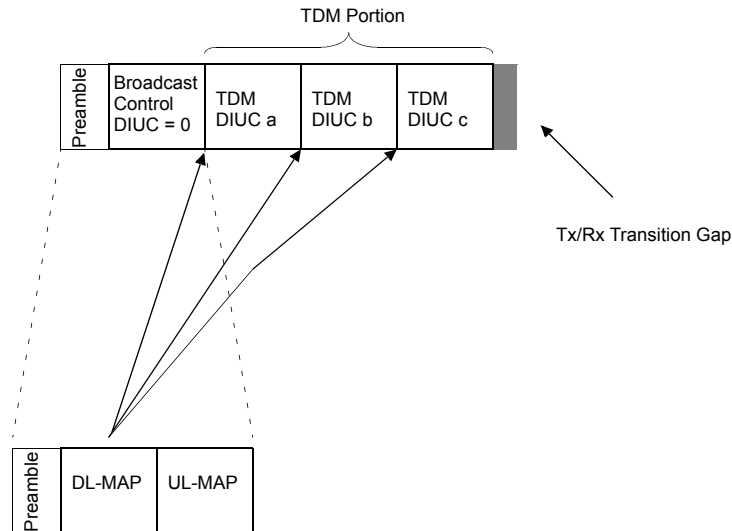 TDM Portion
Preamble
Broadcast
Control
DIUC = 0
TDM
DIUC a
TDM
DIUC b
TDM
DIUC c
Tx/Rx Transition Gap
Preamble
DL-MAP
UL-MAP